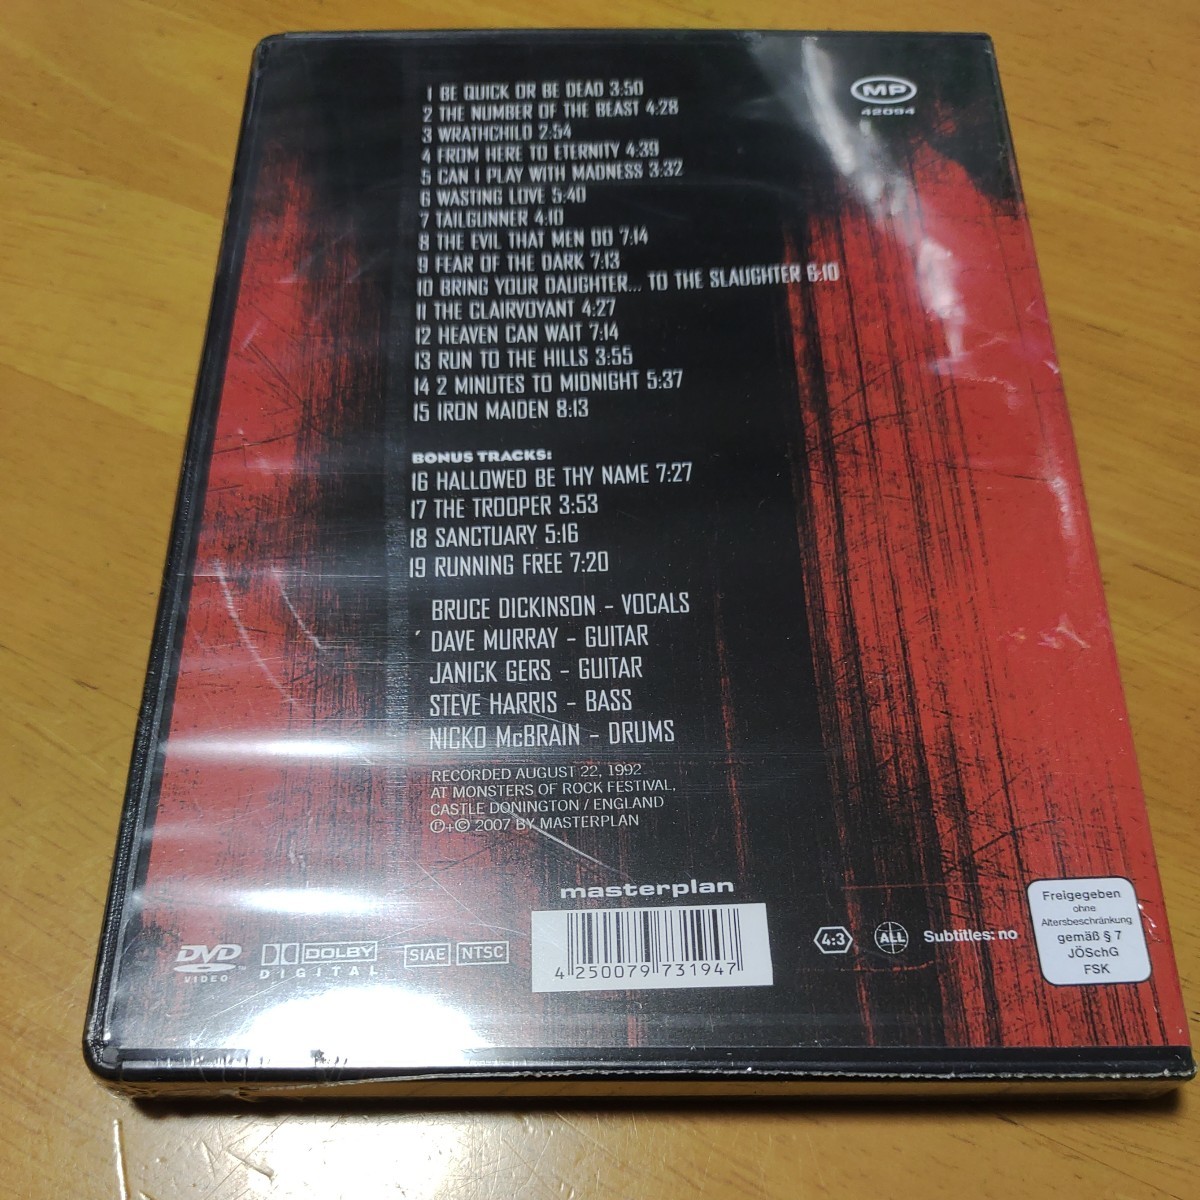 MP
42094
1 BE QUICK OR BE DEAD 3:50
2 THE NUMBER OF THE BEAST 4:28
3 WRATHCHILD 2:54
4 FROM HERE TO ETERNITY 4:39
5 CAN I PLAY WITH MADNESS 3:32
6 WASTING LOVE 5:40
7 TAILGUNNER 4:10
8 THE EVIL THAT MEN DO 7:14
9 FEAR OF THE DARK 7:13
10 BRING YOUR DAUGHTER... TO THE SLAUGHTER 6:10
11 THE CLAIRVOYANT 4:27
12 HEAVEN CAN WAIT 7:14
13 RUN TO THE HILLS 3:55
14 2 MINUTES TO MIDNIGHT 5:37
15 IRON MAIDEN 8:13
BONUS TRACKS:
16 HALLOWED BE THY NAME 7:27
17 THE TROOPER 3:53
18 SANCTUARY 5:16
19 RUNNING FREE 7:20
BRUCE DICKINSON - VOCALS
´ DAVE MURRAY - GUITAR
JANICK GERS - GUITAR
STEVE HARRIS - BASS
NICKO McBRAIN - DRUMS
RECORDED AUGUST 22, 1992
AT MONSTERS OF ROCK FESTIVAL,
CASTLE DONINGTON / ENGLAND
℗+© 2007 BY MASTERPLAN
masterplan
DVD
VIDEO
DOLBY
DIGITAL
SIAE
NTSC
4 250079 731947
4:3
ALL
Subtitles: no
Freigegeben
ohne
Altersbeschränkung
gemäß § 7
JÖSchG
FSK